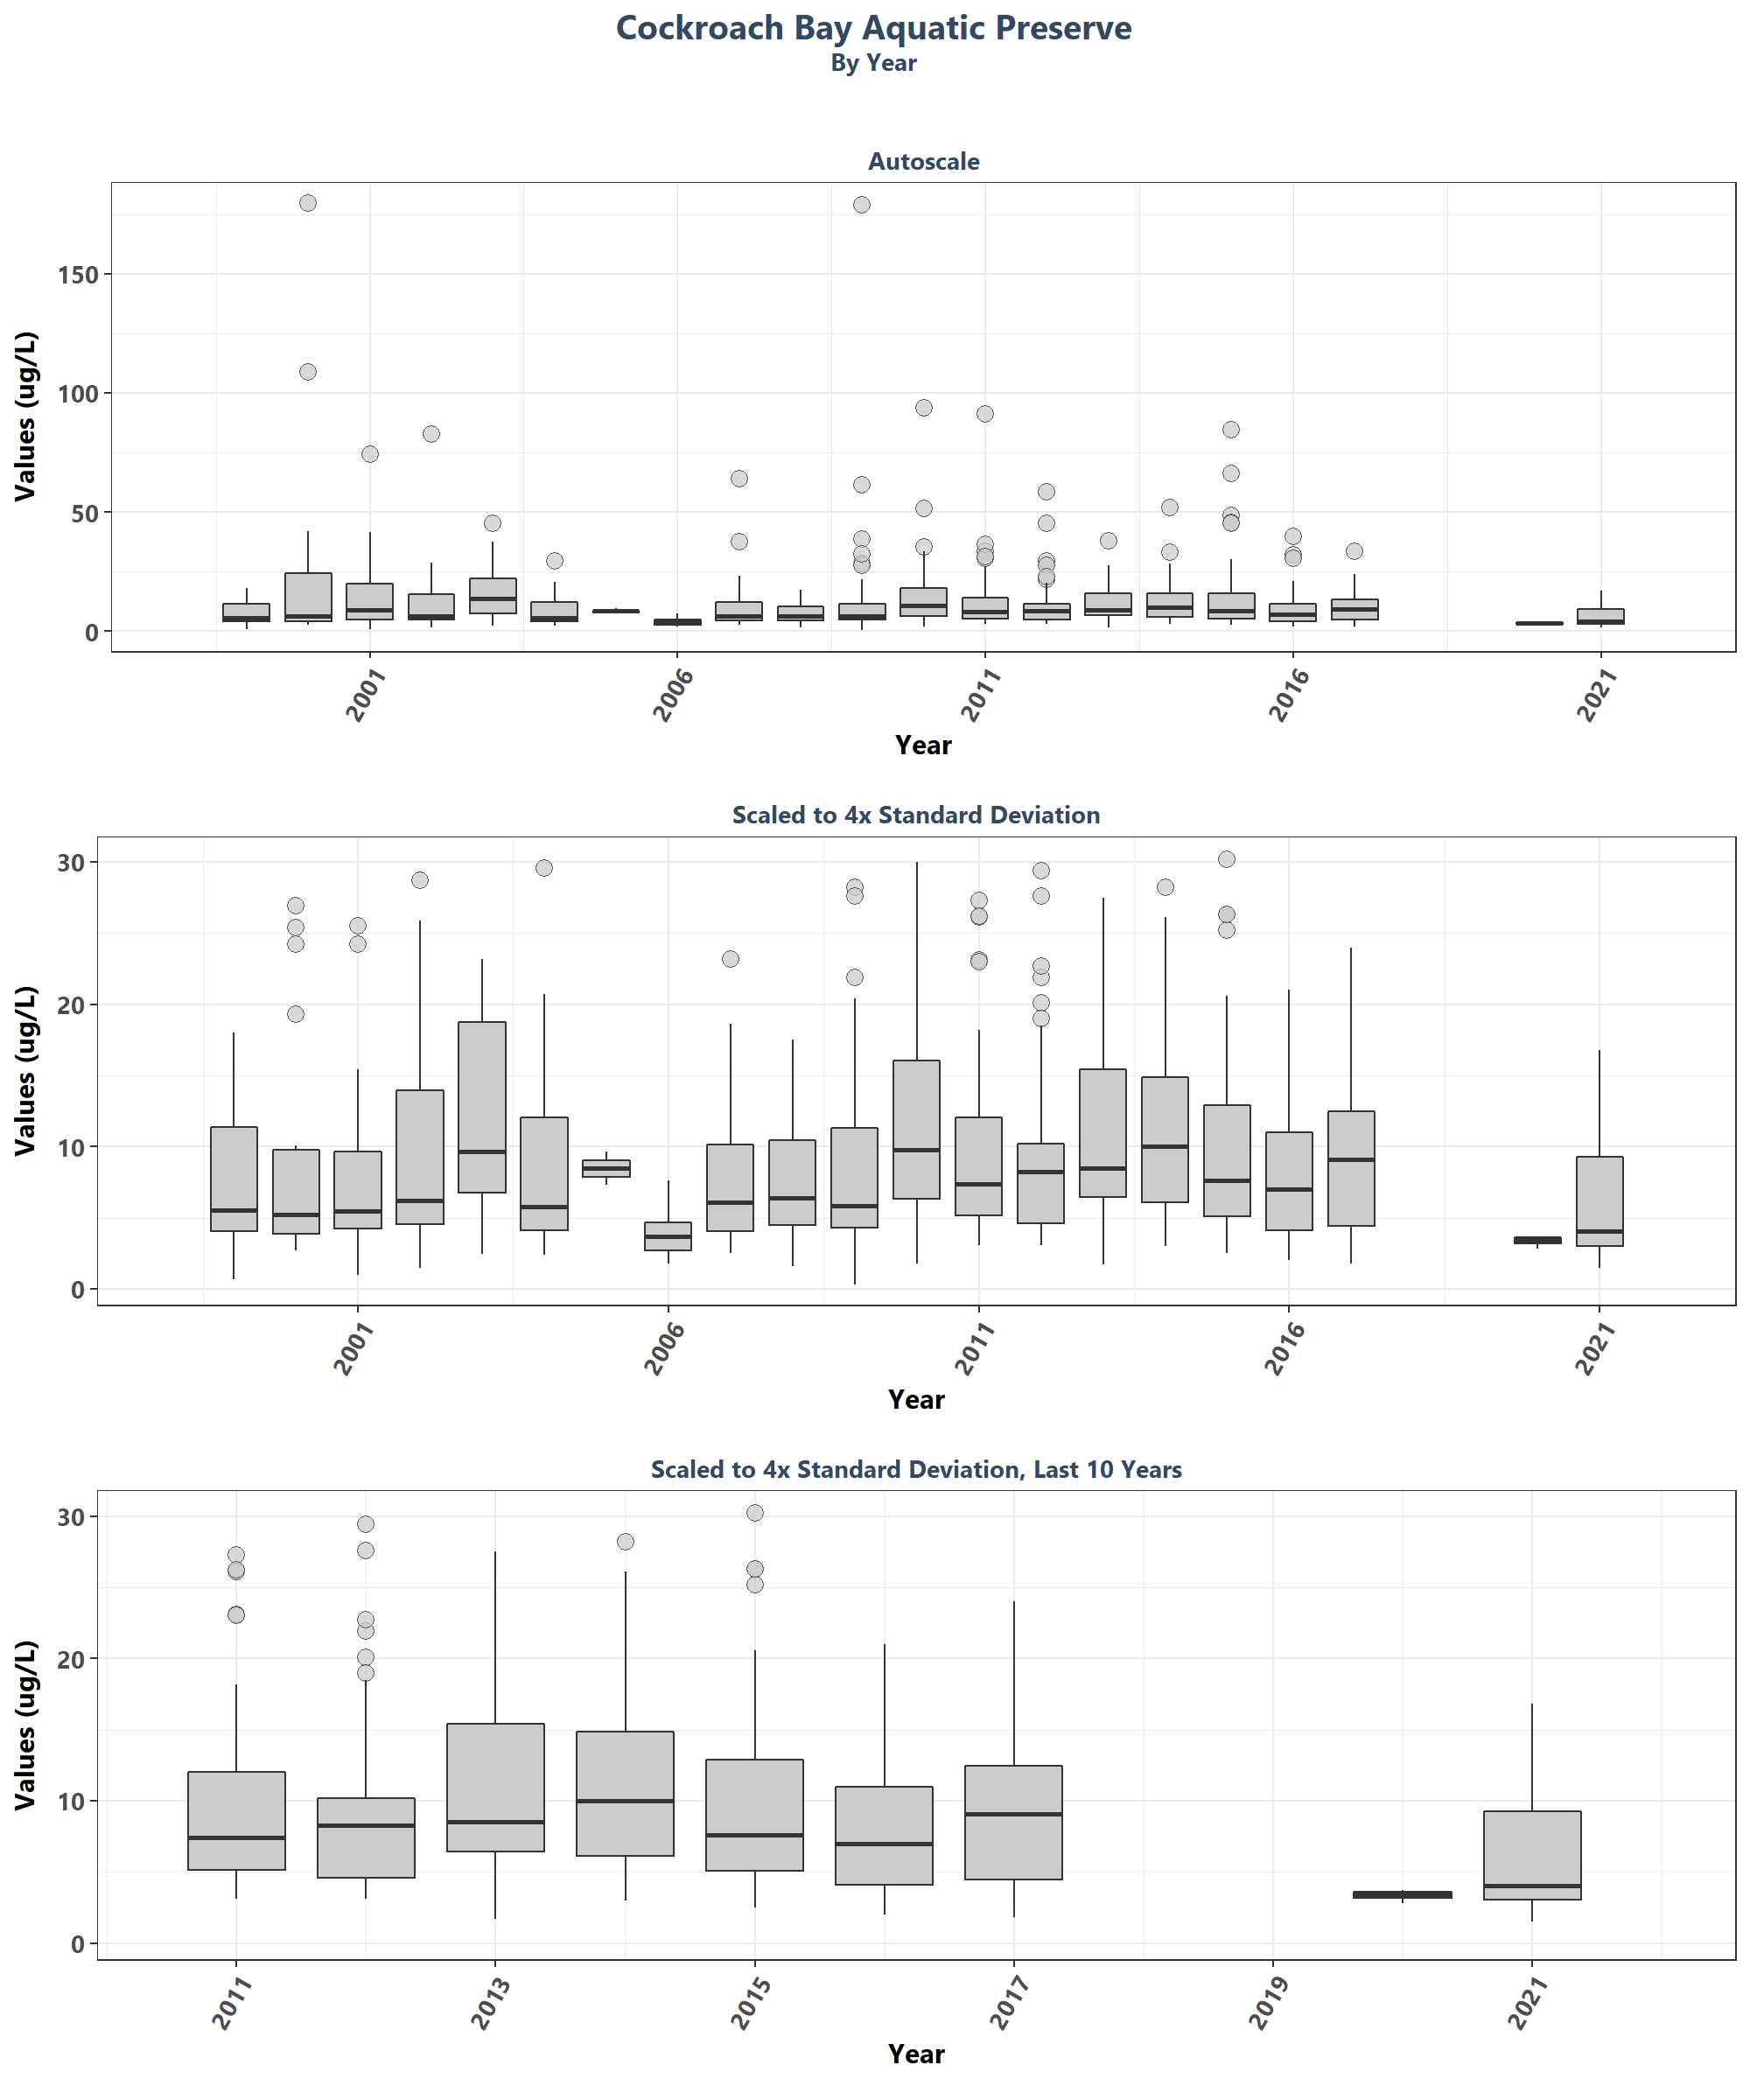 Cockroach Bay Aquatic Preserve
By Year
Autoscale
Values (ug/L)
150
100
50
0
2001
2006
2011
2016
2021
Year
Scaled to 4x Standard Deviation
Values (ug/L)
30
20
10
0
2001
2006
2011
2016
2021
Year
Scaled to 4x Standard Deviation, Last 10 Years
Values (ug/L)
30
20
10
0
2011
2013
2015
2017
2019
2021
Year